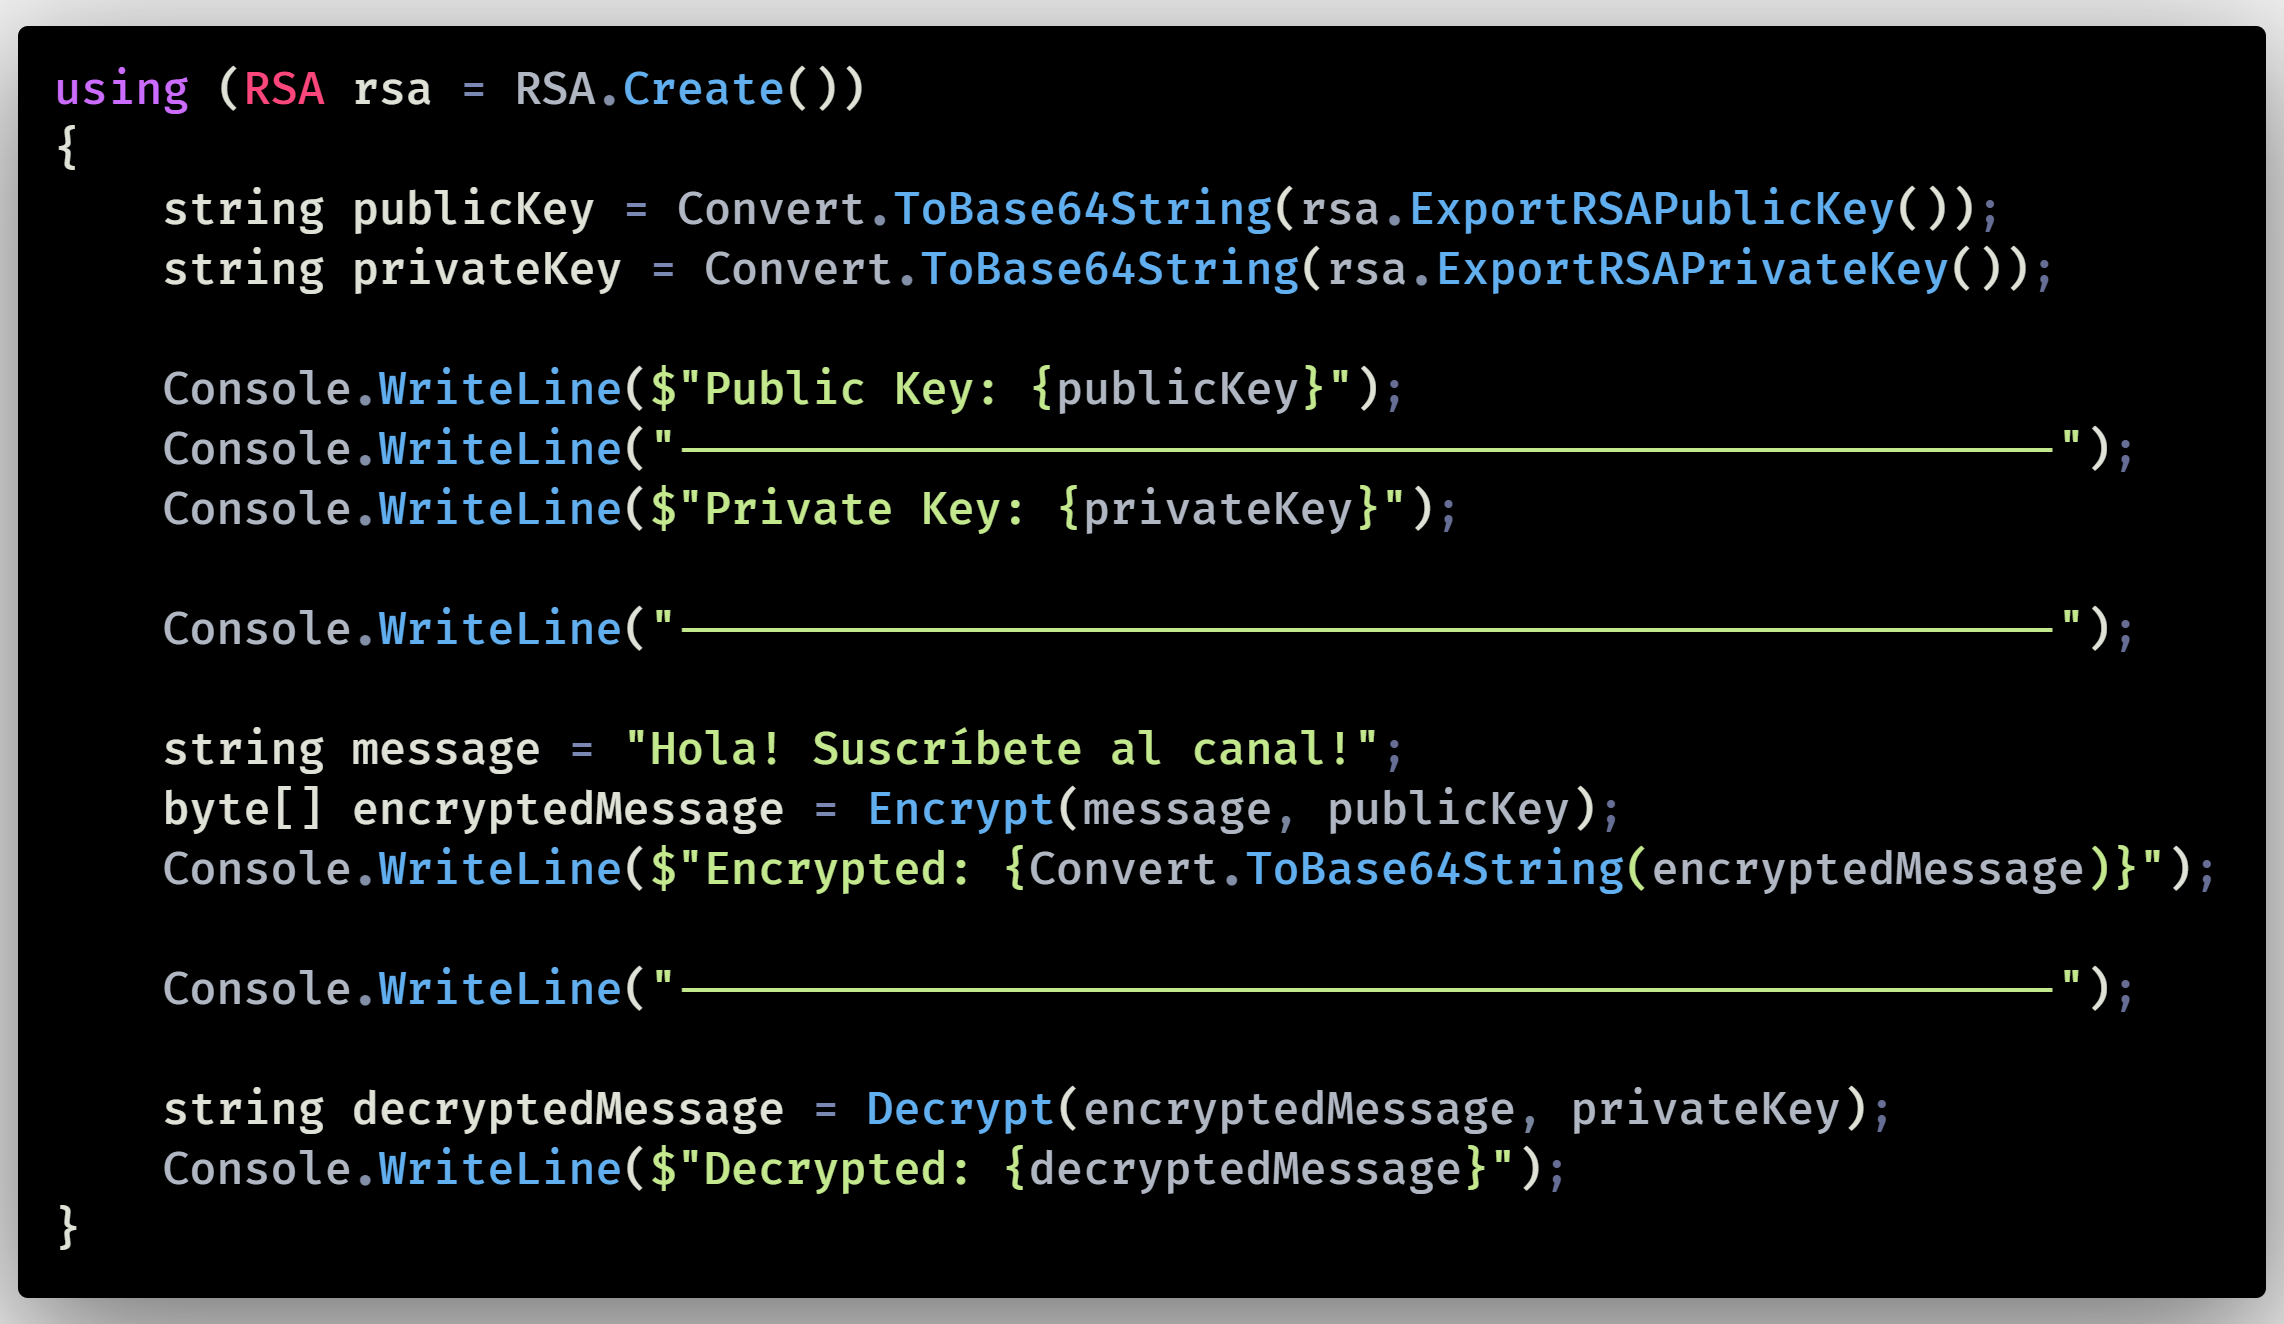 using (RSA rsa = RSA.Create())
{
    string publicKey = Convert.ToBase64String(rsa.ExportRSAPublicKey());
    string privateKey = Convert.ToBase64String(rsa.ExportRSAPrivateKey());

    Console.WriteLine($"Public Key: {publicKey}");
    Console.WriteLine("---------------------------------------------------");
    Console.WriteLine($"Private Key: {privateKey}");

    Console.WriteLine("---------------------------------------------------");

    string message = "Hola! Suscríbete al canal!";
    byte[] encryptedMessage = Encrypt(message, publicKey);
    Console.WriteLine($"Encrypted: {Convert.ToBase64String(encryptedMessage)}");

    Console.WriteLine("---------------------------------------------------");

    string decryptedMessage = Decrypt(encryptedMessage, privateKey);
    Console.WriteLine($"Decrypted: {decryptedMessage}");
}